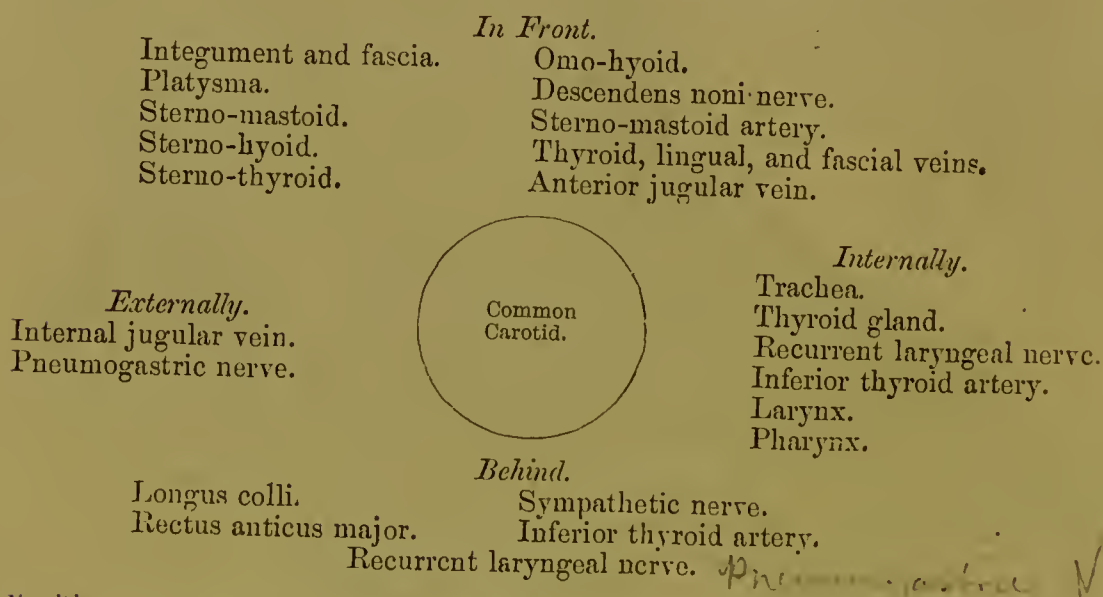 In Front.
Integument and fascia.
Platysma.
Sterno-mastoid.
Sterno-hyoid.
Sterno-thyroid.
Omo-hyoid.
Descendens noni nerve.
Sterno-mastoid artery.
Thyroid, lingual, and fascial veins.
Anterior jugular vein.
Externally.
Internal jugular vein.
Pneumogastric nerve.
Common
Carotid.
Internally.
Trachea.
Thyroid gland.
Recurrent laryngeal nerve.
Inferior thyroid artery.
Larynx.
Pharynx.
Behind.
Longus colli.
Rectus anticus major.
Sympathetic nerve.
Inferior thyroid artery.
Recurrent laryngeal nerve.